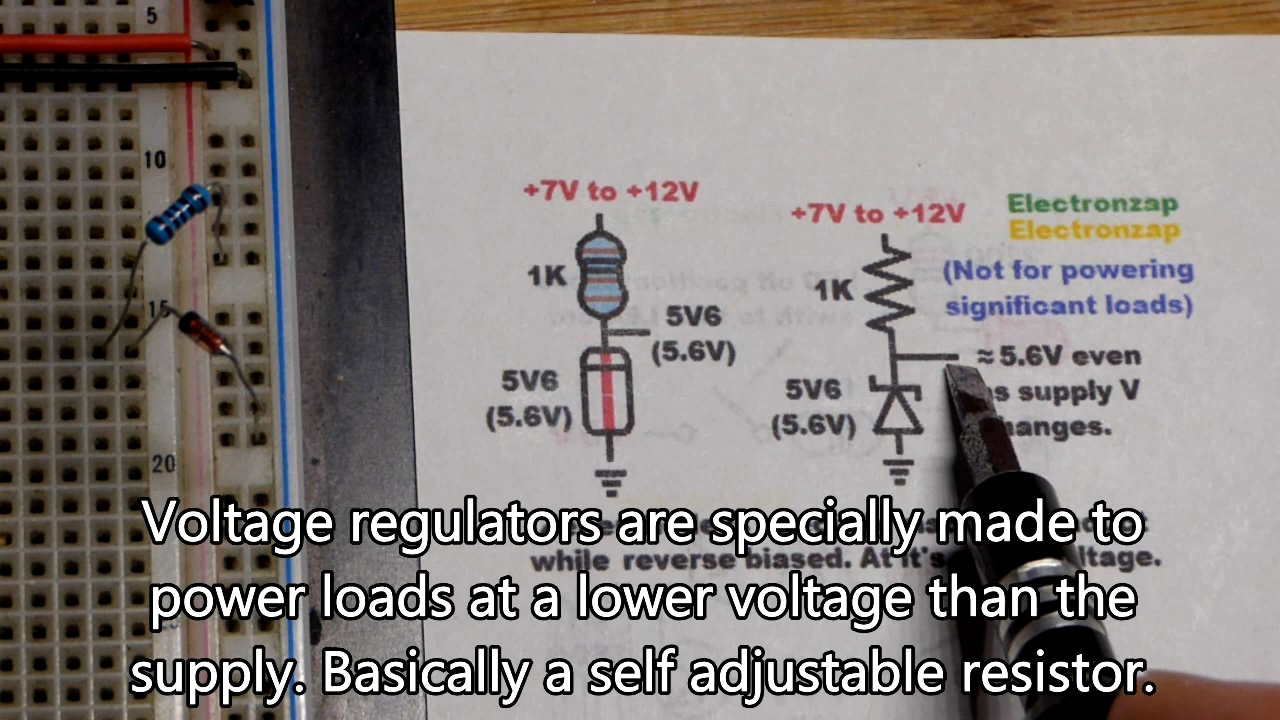 5
10
15
20
+7V to +12V
1K
5V6
(5.6V)
5V6
(5.6V)
+7V to +12V
1K
5V6
(5.6V)
Electronzap
Electronzap
(Not for powering
significant loads)
≈5.6V even
s supply V
anges.
while reverse biased. At it's
Voltage regulators are specially made to
power loads at a lower voltage than the
supply. Basically a self adjustable resistor.